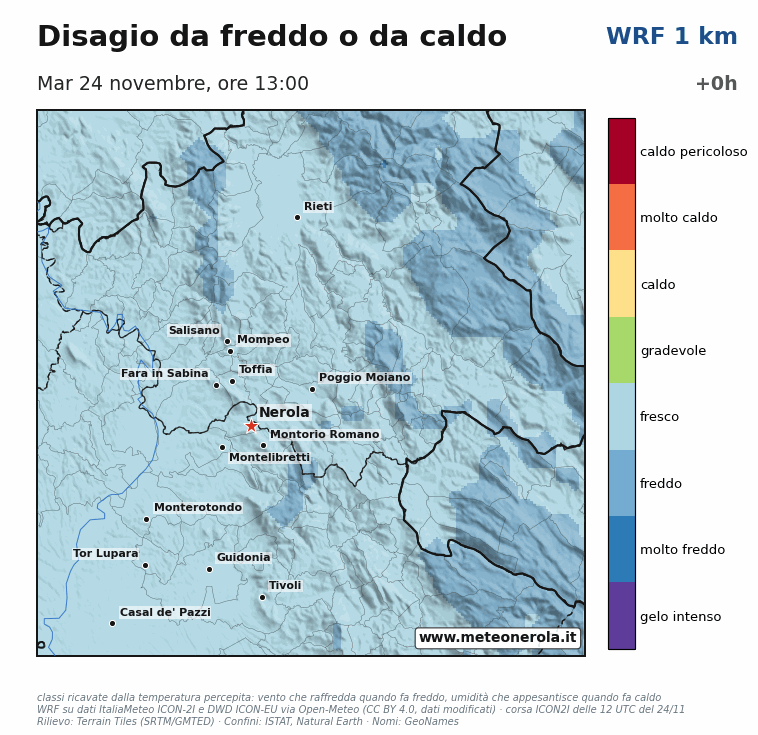 Disagio da freddo o da caldo
WRF 1 km
Mar 24 novembre, ore 13:00
+0h
caldo pericoloso
molto caldo
caldo
gradevole
fresco
freddo
molto freddo
gelo intenso
Rieti
Salisano
Mompeo
Toffia
Fara in Sabina
Poggio Moiano
Nerola
Montorio Romano
Montelibretti
Monterotondo
Tor Lupara
Guidonia
Tivoli
Casal de' Pazzi
www.meteonerola.it
classi ricavate dalla temperatura percepita: vento che raffredda quando fa freddo, umidità che appesantisce quando fa caldo
WRF su dati ItaliaMeteo ICON-2I e DWD ICON-EU via Open-Meteo (CC BY 4.0, dati modificati) · corsa ICON2I delle 12 UTC del 24/11
Rilievo: Terrain Tiles (SRTM/GMTED) · Confini: ISTAT, Natural Earth · Nomi: GeoNames